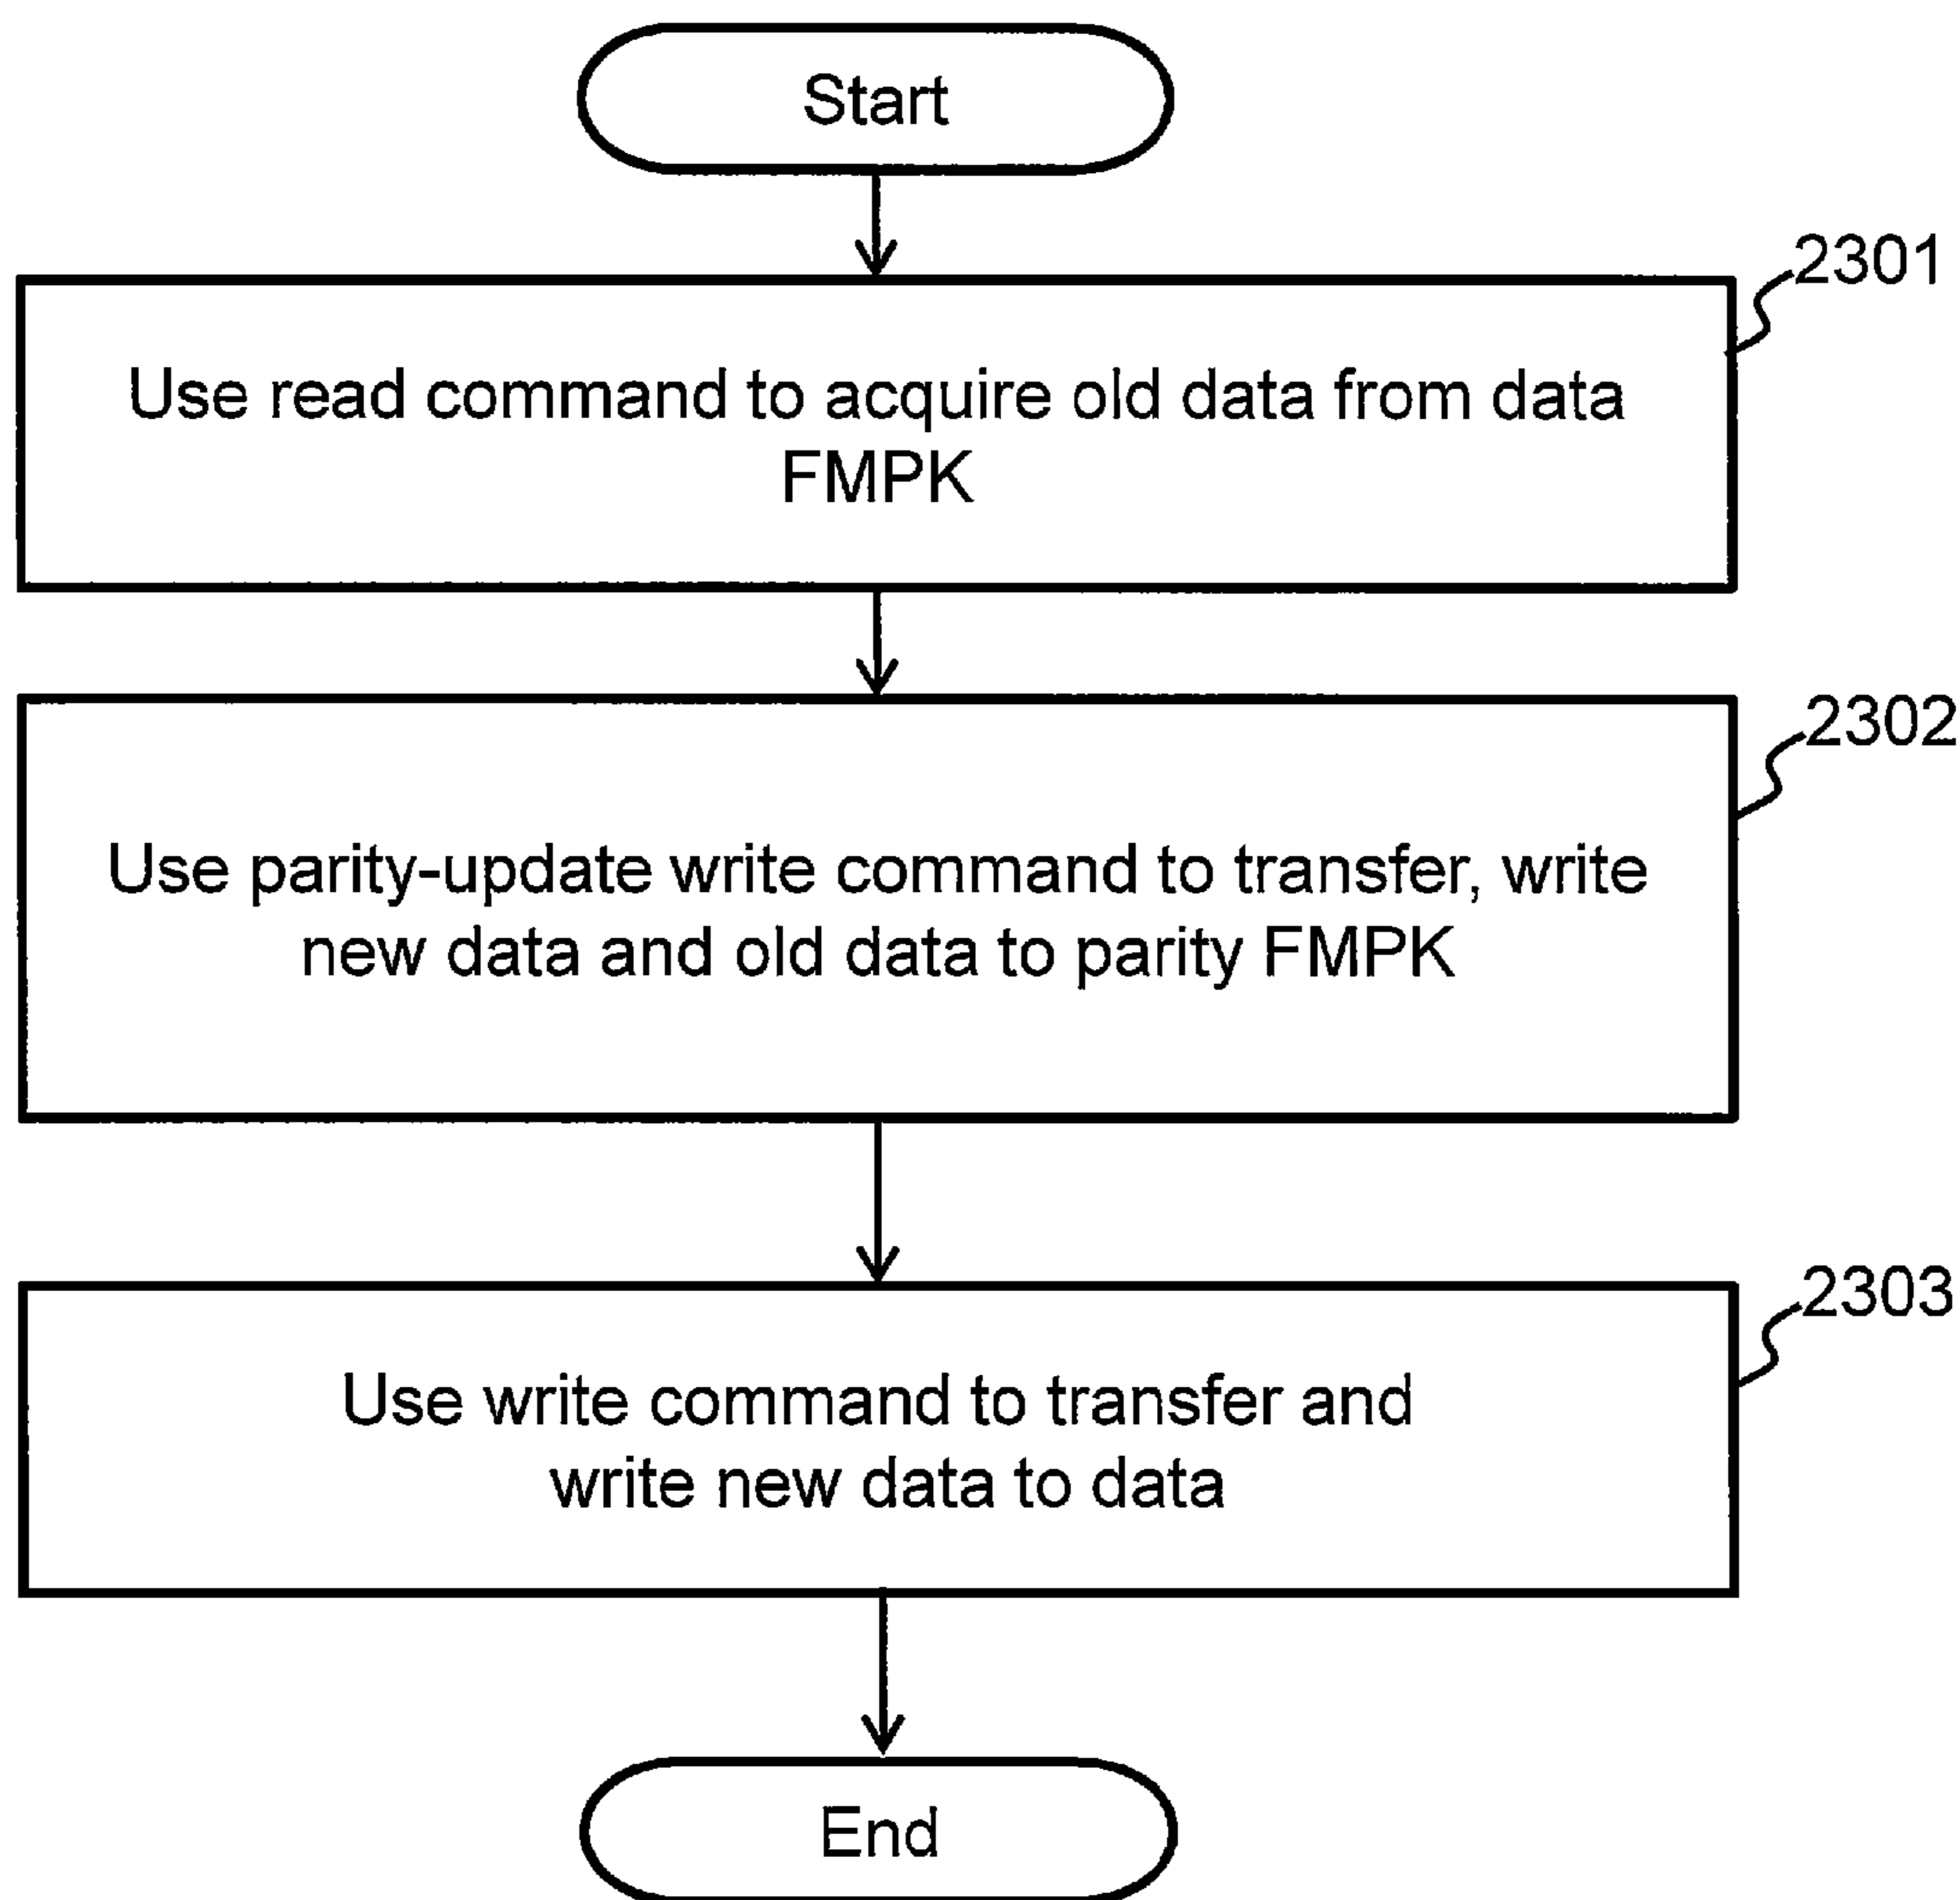 Start
2301
Use read command to acquire old data from data
FMPK
2302
Use parity-update write command to transfer, write
new data and old data to parity FMPK
2303
Use write command to transfer and
write new data to data
End